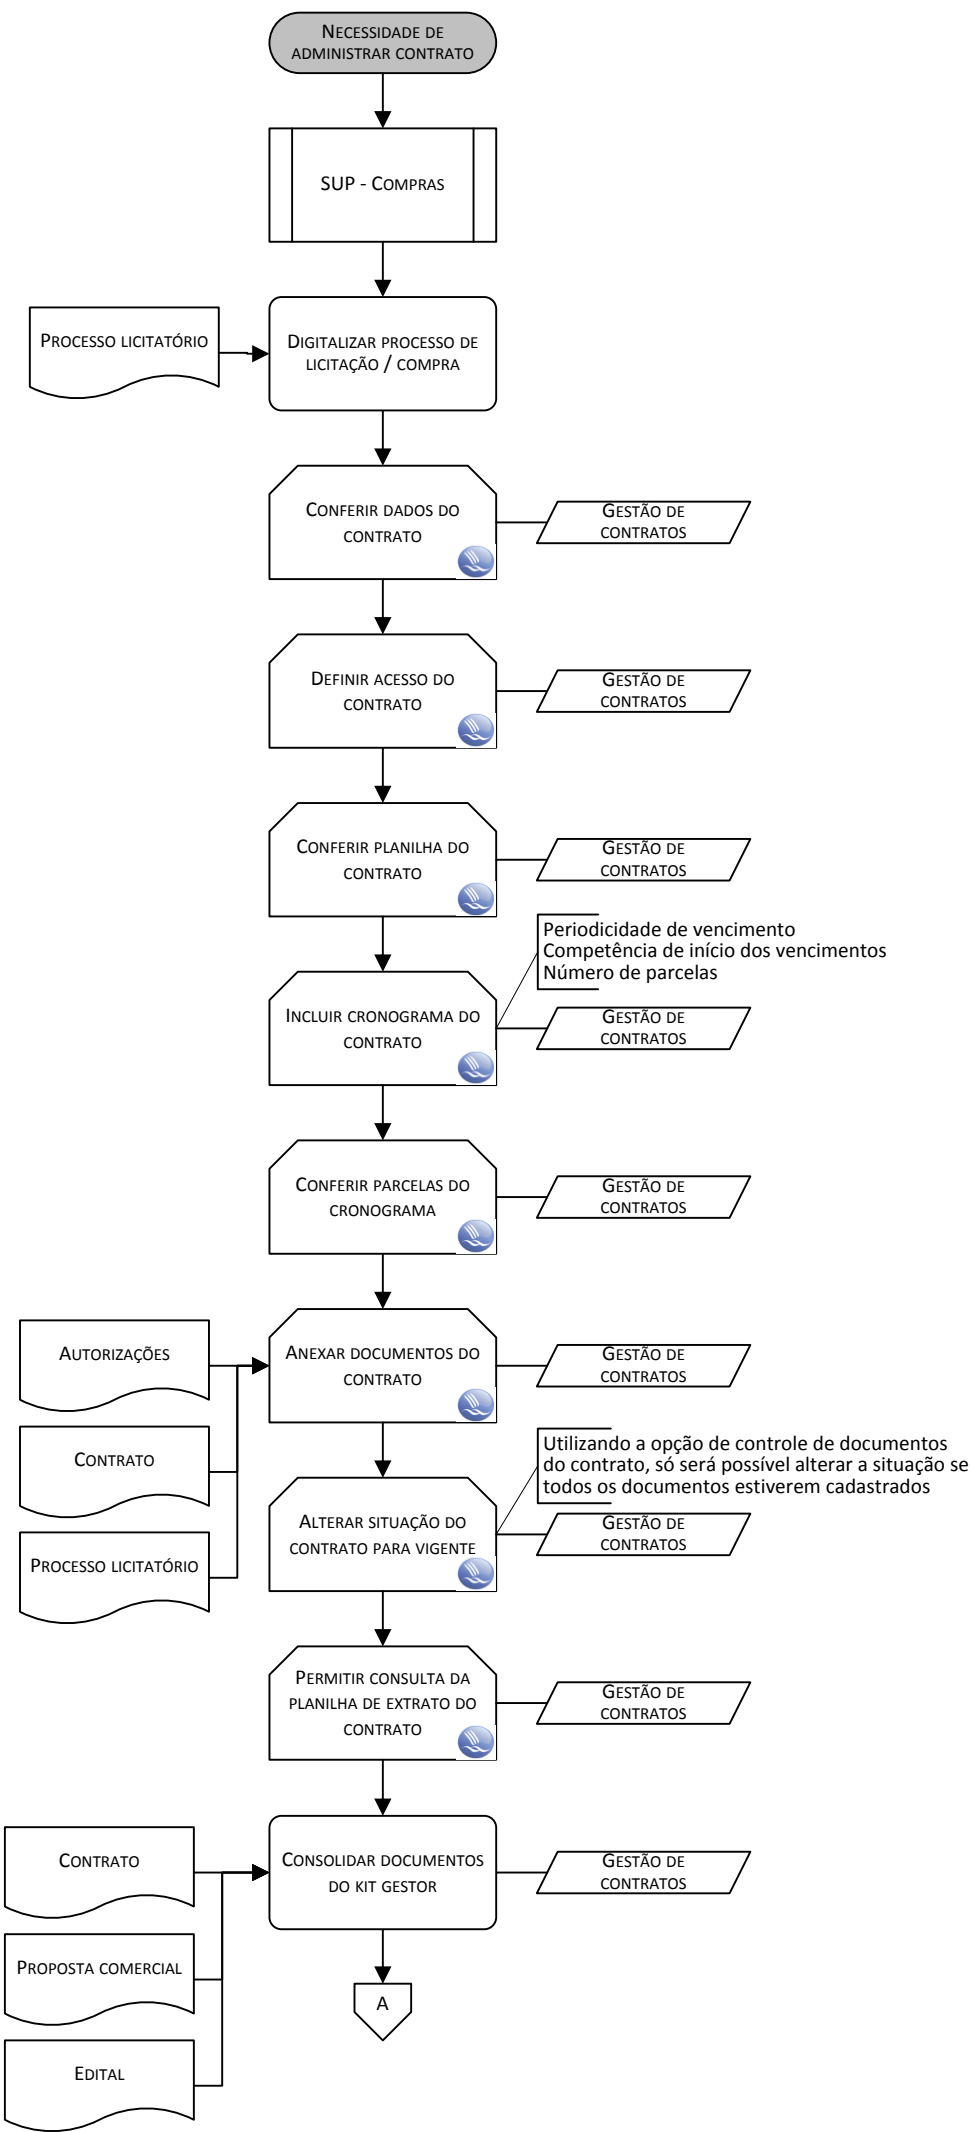 NECESSIDADE DE
ADMINISTRAR CONTRATO
SUP - COMPRAS
PROCESSO LICITATÓRIO
DIGITALIZAR PROCESSO DE
LICITAÇÃO / COMPRA
CONFERIR DADOS DO
CONTRATO
GESTÃO DE
CONTRATOS
DEFINIR ACESSO DO
CONTRATO
GESTÃO DE
CONTRATOS
CONFERIR PLANILHA DO
CONTRATO
GESTÃO DE
CONTRATOS
Periodicidade de vencimento
Competência de início dos vencimentos
Número de parcelas
INCLUIR CRONOGRAMA DO
CONTRATO
GESTÃO DE
CONTRATOS
CONFERIR PARCELAS DO
CRONOGRAMA
GESTÃO DE
CONTRATOS
AUTORIZAÇÕES
ANEXAR DOCUMENTOS DO
CONTRATO
GESTÃO DE
CONTRATOS
CONTRATO
Utilizando a opção de controle de documentos
do contrato, só será possível alterar a situação se
todos os documentos estiverem cadastrados
PROCESSO LICITATÓRIO
ALTERAR SITUAÇÃO DO
CONTRATO PARA VIGENTE
GESTÃO DE
CONTRATOS
PERMITIR CONSULTA DA
PLANILHA DE EXTRATO DO
CONTRATO
GESTÃO DE
CONTRATOS
CONTRATO
CONSOLIDAR DOCUMENTOS
DO KIT GESTOR
GESTÃO DE
CONTRATOS
PROPOSTA COMERCIAL
A
EDITAL